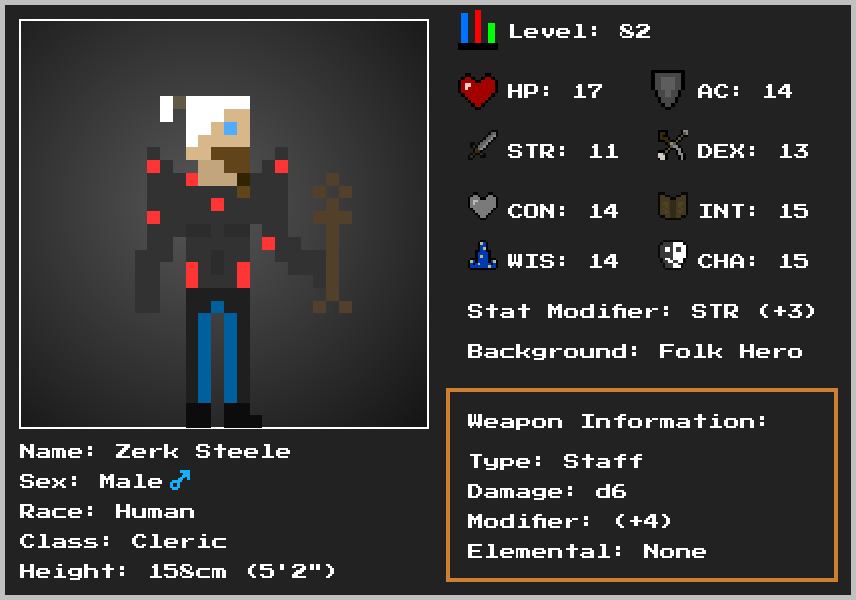 Level: 82
HP: 17 AC: 14
STR: 11 DEX: 13
CON: 14 INT: 15
WIS: 14 CHA: 15
Stat Modifier: STR (+3)
Background: Folk Hero
Weapon Information:
Type: Staff
Damage: d6
Modifier: (+4)
Elemental: None
Name: Zerk Steele
Sex: Male♂
Race: Human
Class: Cleric
Height: 158cm (5'2")